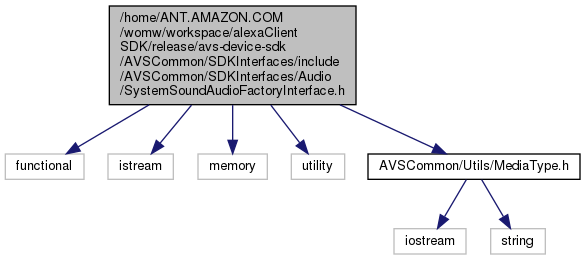 /home/ANT.AMAZON.COM
/womw/workspace/alexaClient
SDK/release/avs-device-sdk
/AVSCommon/SDKInterfaces/include
/AVSCommon/SDKInterfaces/Audio
/SystemSoundAudioFactoryInterface.h
functional
istream
memory
utility
AVSCommon/Utils/MediaType.h
iostream
string